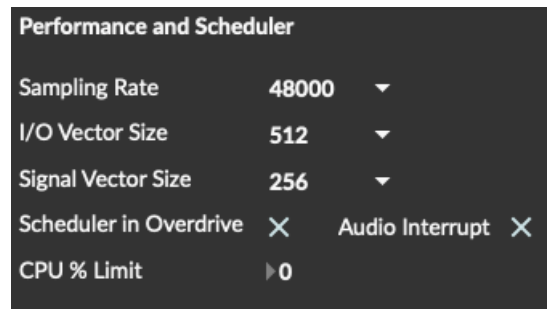 Performance and Scheduler
Sampling Rate 48000
I/O Vector Size 512
Signal Vector Size 256
Scheduler in Overdrive Audio Interrupt
CPU % Limit 0